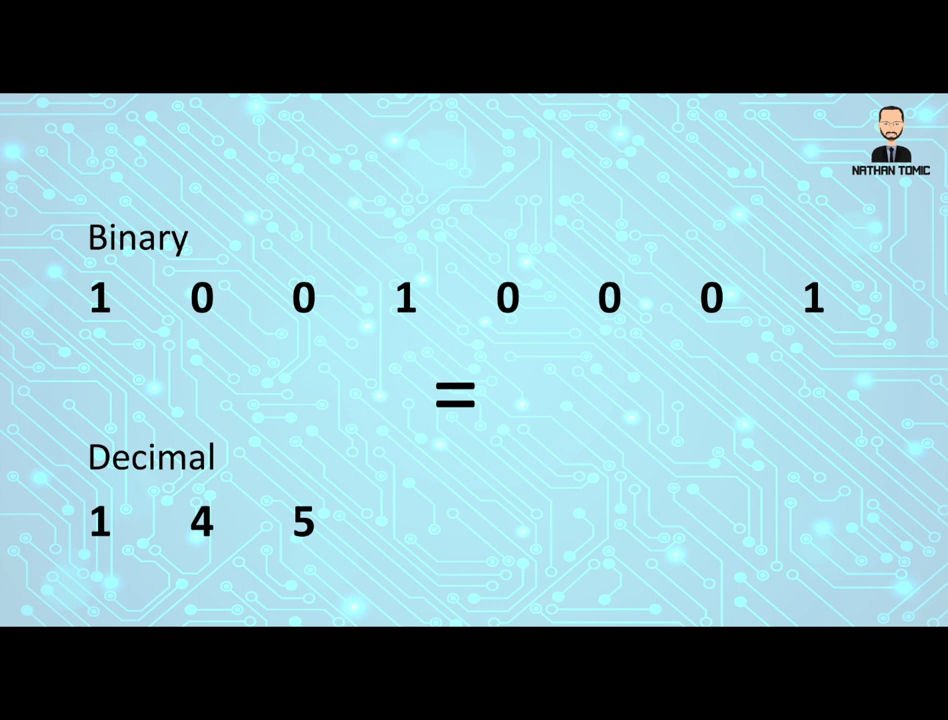 NATHAN TOMIC
Binary
1 0 0 1 0 0 0 1
=
Decimal
1 4 5